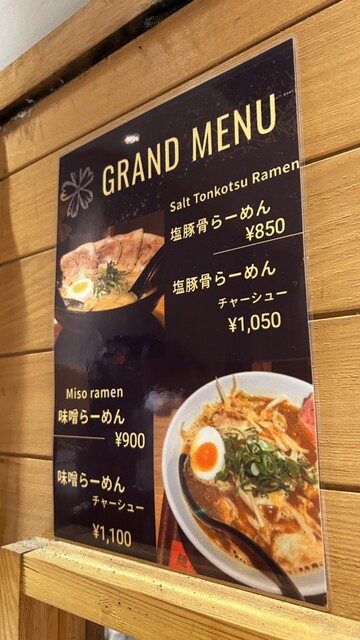 GRAND MENU
Salt Tonkotsu Ramen
塩豚骨らーめん
¥850
塩豚骨らーめん
チャーシュー
¥1,050
Miso ramen
味噌らーめん
¥900
味噌らーめん
チャーシュー
¥1,100